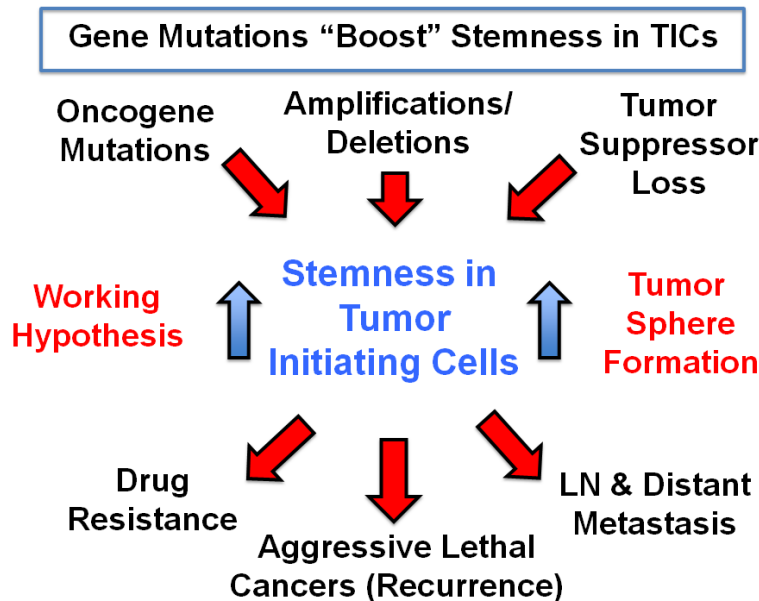 Gene Mutations “Boost” Stemness in TICs
Oncogene
Mutations
Amplifications/
Deletions
Tumor
Suppressor
Loss
Working
Hypothesis
Stemness in
Tumor
Initiating Cells
Tumor
Sphere
Formation
Drug
Resistance
Aggressive Lethal
Cancers (Recurrence)
LN & Distant
Metastasis